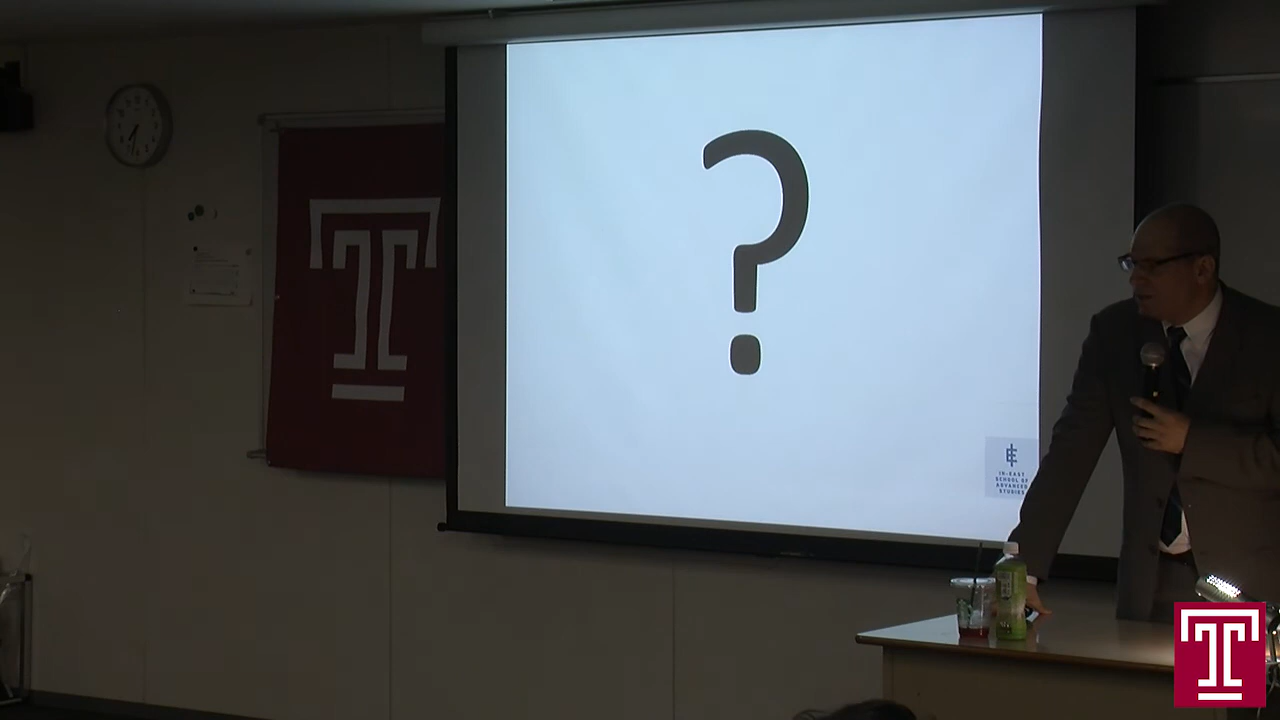 T
?
IN-EAST
SCHOOL OF
ADVANCED
STUDIES
T